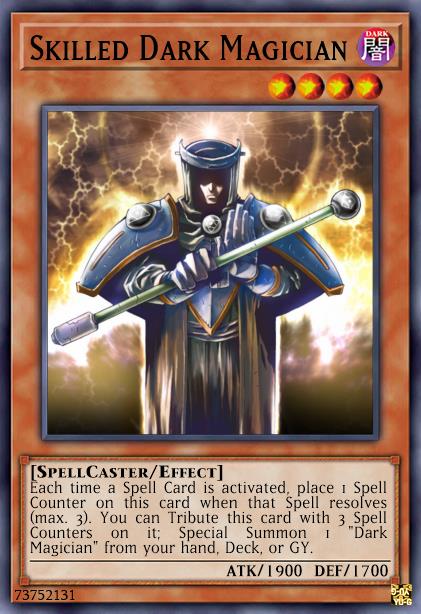 Skilled Dark Magician
DARK
闇
[SpellCaster/Effect]
Each time a Spell Card is activated, place 1 Spell
Counter on this card when that Spell resolves
(max. 3). You can Tribute this card with 3 Spell
Counters on it; Special Summon 1 "Dark
Magician" from your hand, Deck, or GY.
ATK/1900 DEF/1700
73752131